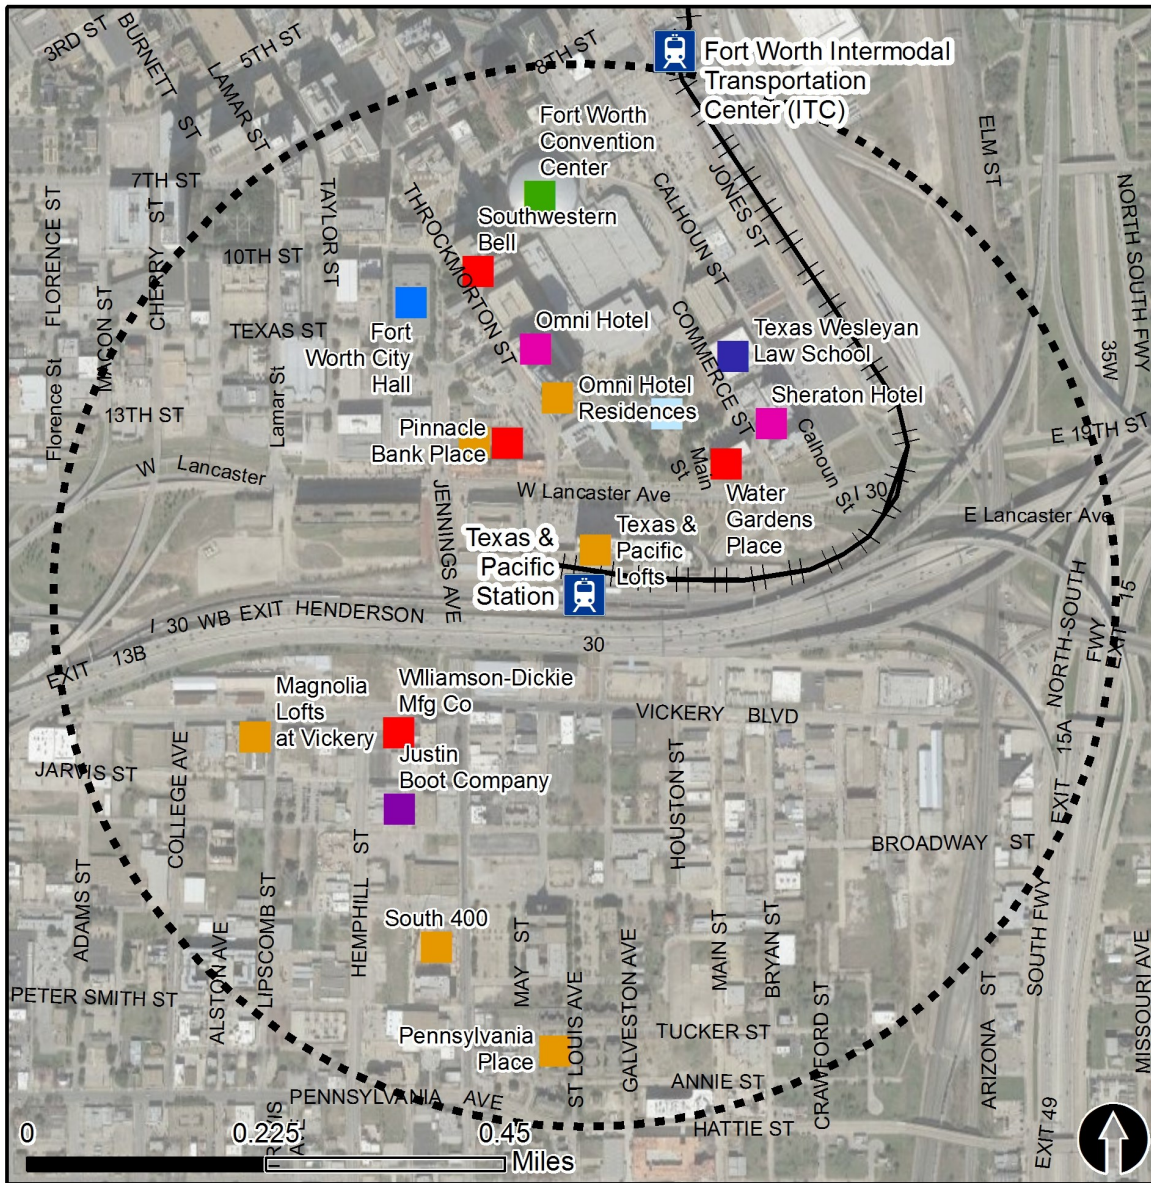 3RD ST
BURNETT
ST
LAMAR ST
5TH ST
8TH ST
Fort Worth Intermodal
Transportation
Center (ITC)
Fort Worth
Convention
Center
ELM ST
7TH ST
TAYLOR ST
THROCKMORTON ST
CALHOUN ST
JONES ST
NORTH SOUTH FWY
35W
FLORENCE ST
CHERRY ST
Southwestern
Bell
10TH ST
MACON ST
TEXAS ST
Fort
Worth City
Hall
Omni Hotel
COMMERCE ST
Texas Wesleyan
Law School
Florence St
Lamar St
13TH ST
Omni Hotel
Residences
Sheraton Hotel
Calhoun St
E 19TH ST
Pinnacle
Bank Place
Main
St
W Lancaster
W Lancaster Ave
Water
Gardens
Place
I 30
E Lancaster Ave
JENNINGS AVE
Texas &
Pacific
Station
Texas &
Pacific
Lofts
I 30 WB EXIT HENDERSON
30
EXIT 13B
NORTH-SOUTH
FWY
EXIT 15
Magnolia
Lofts
at Vickery
Wlliamson-Dickie
Mfg Co
VICKERY BLVD
Justin
Boot Company
JARVIS ST
COLLEGE AVE
HOUSTON ST
EXIT 15A
BROADWAY ST
ADAMS ST
HEMPHILL ST
LIPSCOMB ST
ALSTON AVE
South 400
MAY ST
MAIN ST
BRYAN ST
SOUTH FWY
MISSOURI AVE
PETER SMITH ST
ST LOUIS AVE
GALVESTON AVE
CRAWFORD ST
ARIZONA ST
Pennsylvania
Place
TUCKER ST
ANNIE ST
PENNSYLVANIA AVE
HATTIE ST
EXIT 49
0 0.225 0.45
Miles